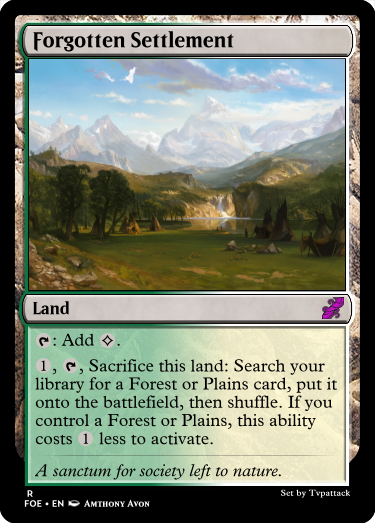 Forgotten Settlement
Land
: Add .
1, , Sacrifice this land: Search your
library for a Forest or Plains card, put it
onto the battlefield, then shuffle. If you
control a Forest or Plains, this ability
costs 1 less to activate.
A sanctum for society left to nature.
R
Set by Tvpattack
FOE • EN Amthony Avon